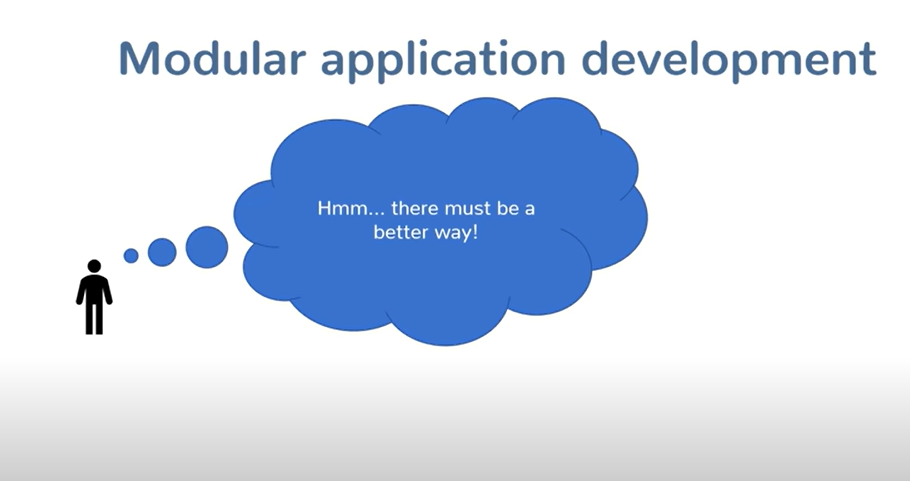 Modular application development
Hmm... there must be a
better way!